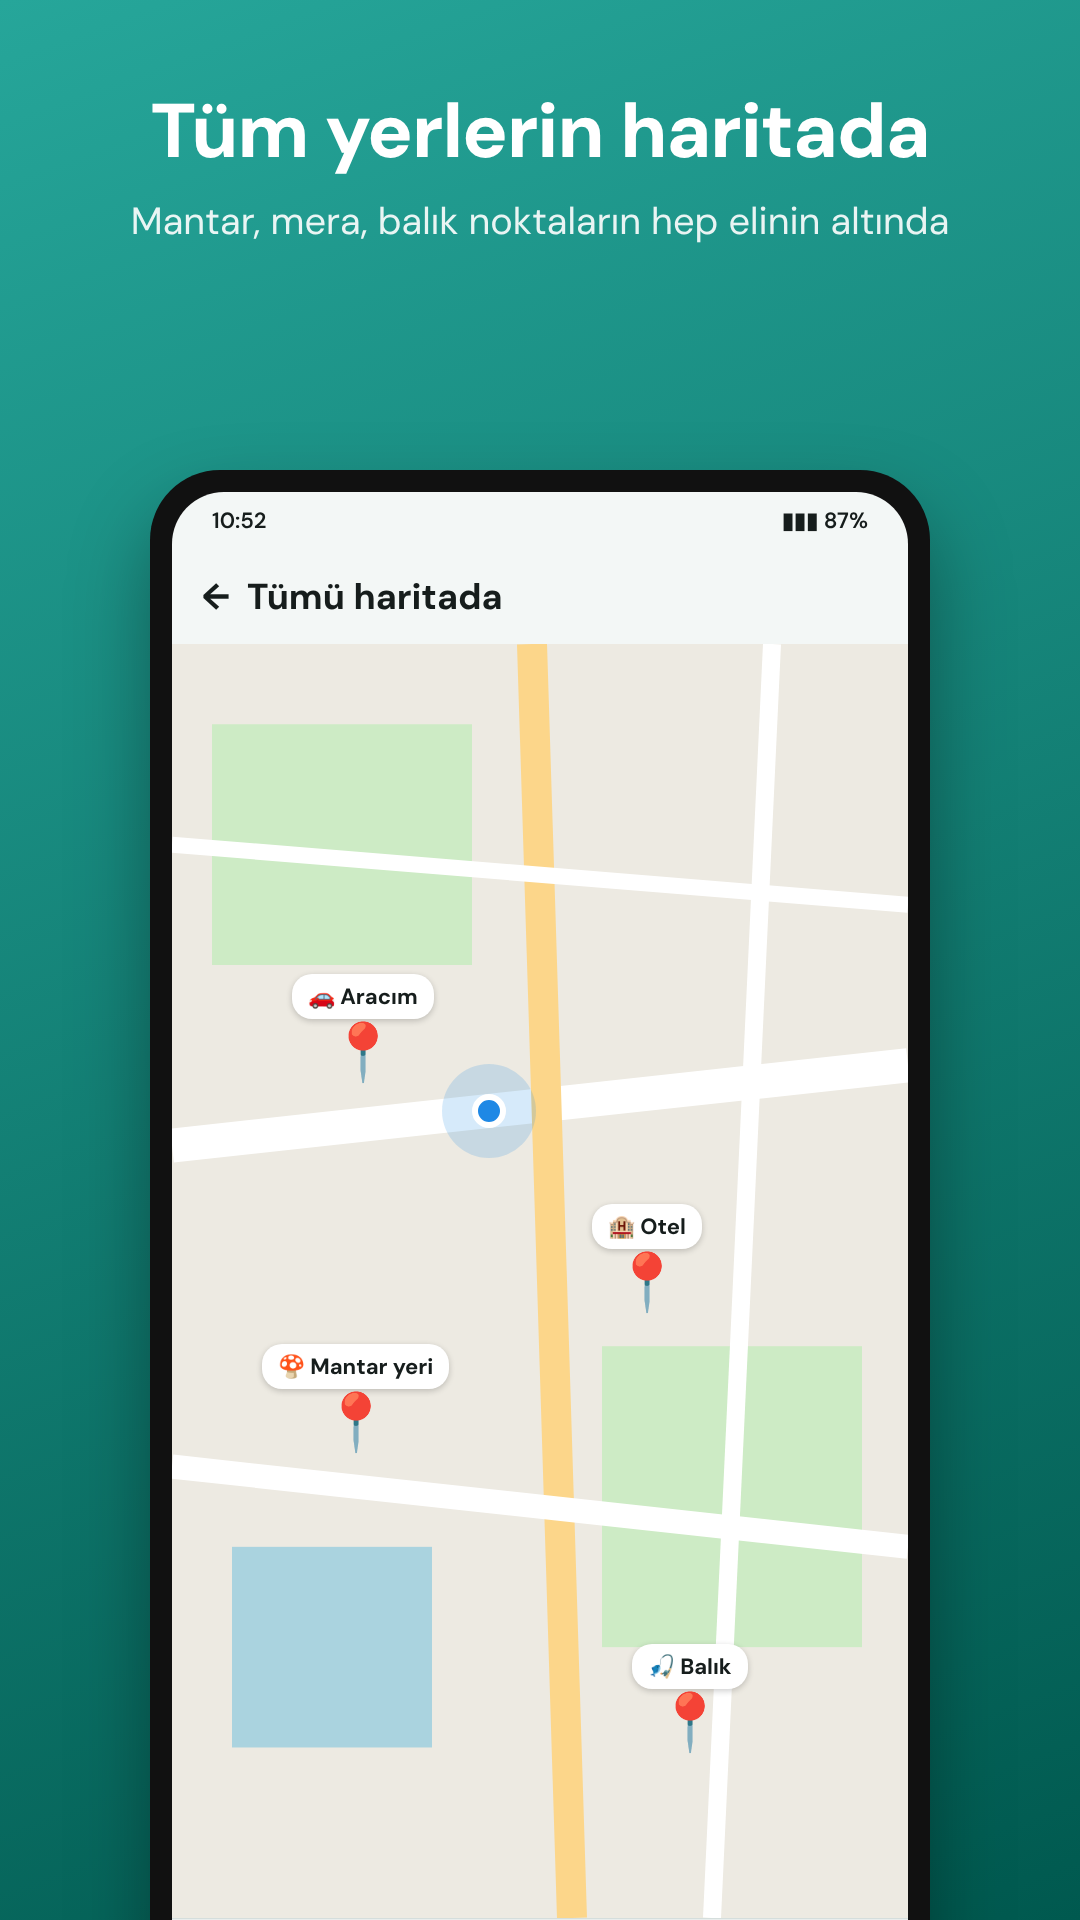 Tüm yerlerin haritada
Mantar, mera, balık noktaların hep elinin altında
10:52
87%
← Tümü haritada
🚗 Aracım
🏨 Otel
🍄 Mantar yeri
🎣 Balık